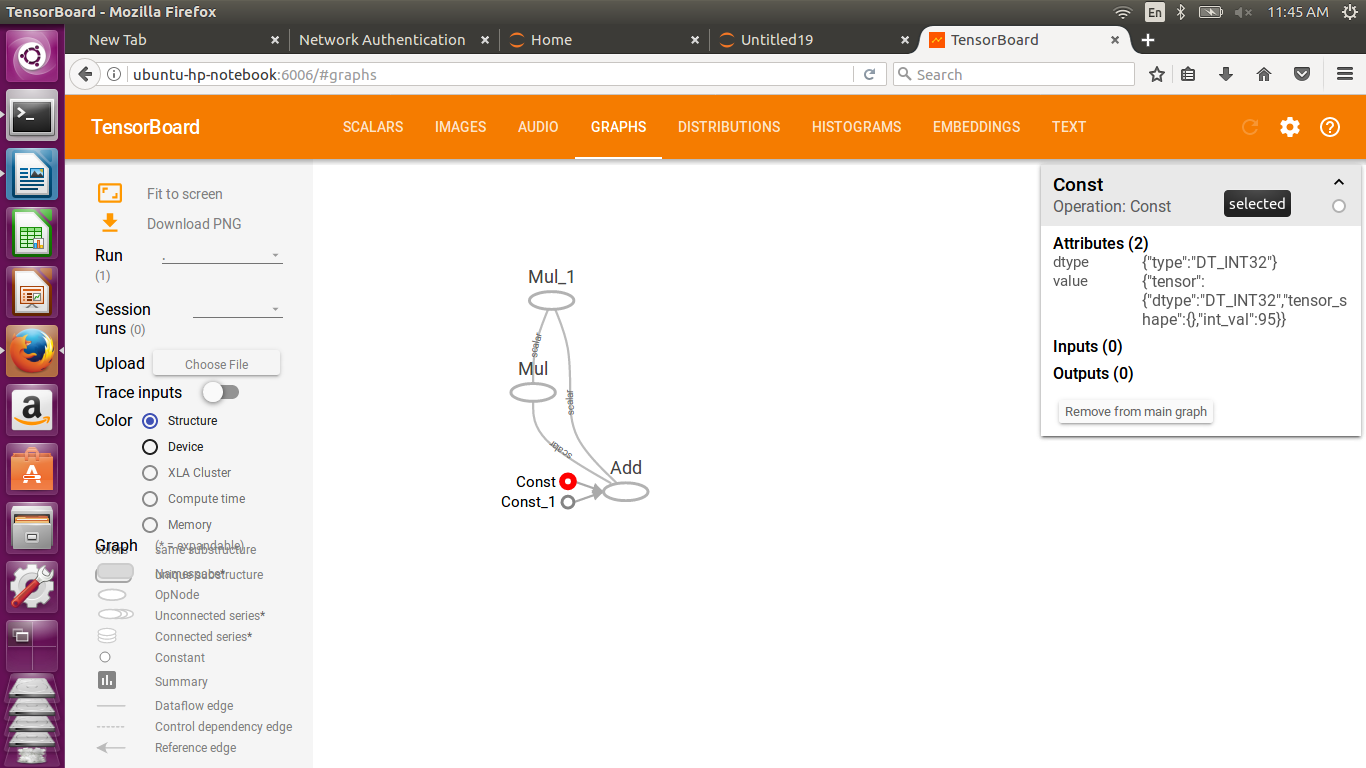 TensorBoard - Mozilla Firefox
En
11:45 AM
New Tab
Network Authentication
Home
Untitled19
TensorBoard
ubuntu-hp-notebook:6006/#graphs
Search
TensorBoard
SCALARS
IMAGES
AUDIO
GRAPHS
DISTRIBUTIONS
HISTOGRAMS
EMBEDDINGS
TEXT
Fit to screen
Download PNG
Run
(1)
.
Session
runs (0)
Upload
Choose File
Trace inputs
Color
Structure
Device
XLA Cluster
Compute time
Memory
Graph
(* = expandable)
colors
same substructure
Namespace*
unique substructure
OpNode
Unconnected series*
Connected series*
Constant
Summary
Dataflow edge
Control dependency edge
Reference edge
Mul_1
scalar
Mul
scalar
scalar
Add
Const
Const_1
Const
Operation: Const
selected
Attributes (2)
dtype
{"type":"DT_INT32"}
value
{"tensor":
{"dtype":"DT_INT32","tensor_s
hape":{},"int_val":95}}
Inputs (0)
Outputs (0)
Remove from main graph